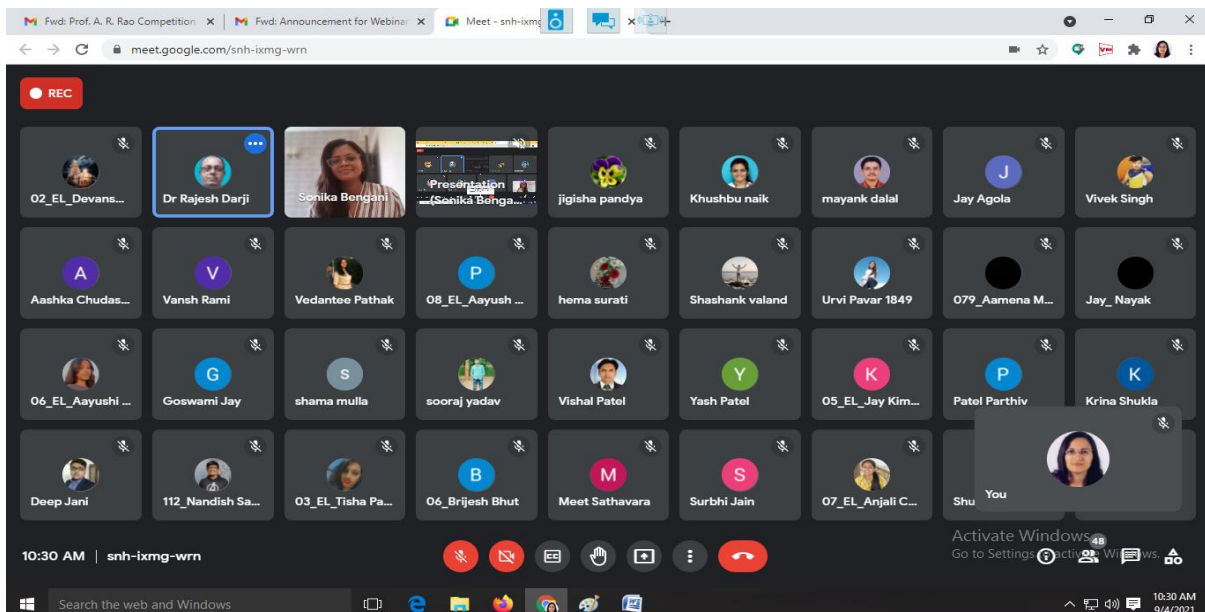 Fwd: Prof. A. R. Rao Competition
Fwd: Announcement for Webinar
Meet - snh-ixmg
meet.google.com/snh-ixmg-wrn
REC
02_EL_Devans...
Dr Rajesh Darji
Sonika Bengani
Presentation
(Sonika Benga...
jigisha pandya
Khushbu naik
mayank dalal
J
Jay Agola
Vivek Singh
A
Aashka Chudas...
V
Vansh Rami
Vedantee Pathak
P
08_EL_Aayush ...
hema surati
Shashank valand
Urvi Pavar 1849
079_Aamena M...
Jay_ Nayak
06_EL_Aayushi ...
G
Goswami Jay
s
shama mulla
sooraj yadav
Vishal Patel
Y
Yash Patel
K
05_EL_Jay Kim...
P
Patel Parthiv
K
Krina Shukla
Deep Jani
112_Nandish Sa...
03_EL_Tisha Pa...
B
06_Brijesh Bhut
M
Meet Sathavara
S
Surbhi Jain
07_EL_Anjali C...
Shu
You
Activate Windows
Go to Settings
48
10:30 AM | snh-ixmg-wrn
Search the web and Windows
10:30 AM
9/4/2021